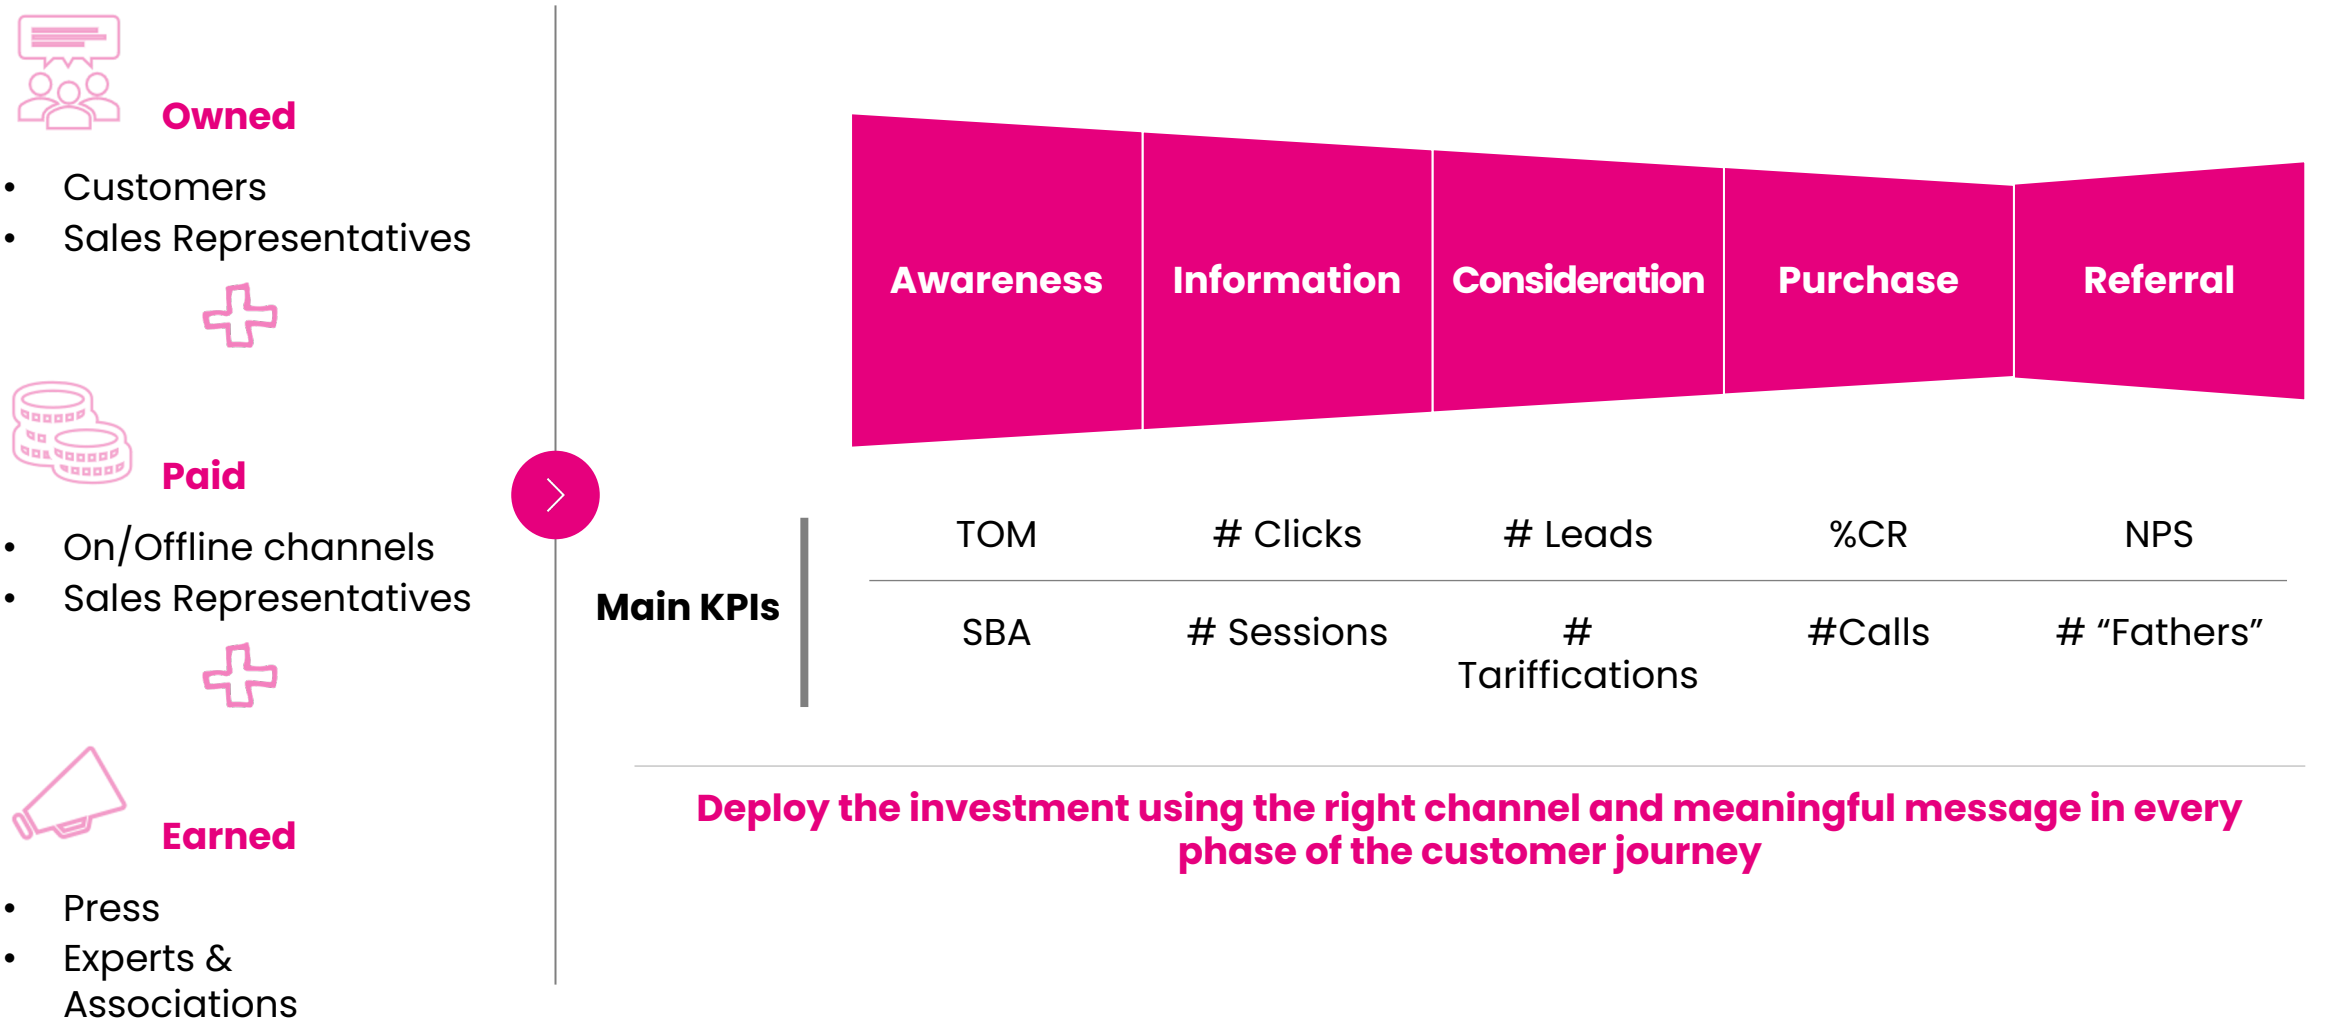 Owned
• Customers
• Sales Representatives
Paid
• On/Offline channels
• Sales Representatives
Earned
• Press
• Experts &
Associations
Awareness
Information
Consideration
Purchase
Referral
Main KPIs
TOM
# Clicks
# Leads
%CR
NPS
SBA
# Sessions
#
Tariffications
#Calls
# “Fathers”
Deploy the investment using the right channel and meaningful message in every
phase of the customer journey